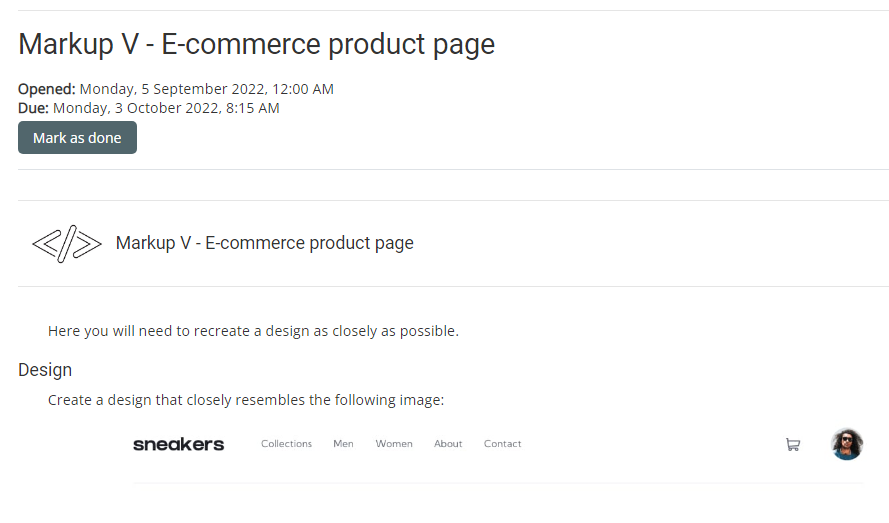 Markup V - E-commerce product page
Opened: Monday, 5 September 2022, 12:00 AM
Due: Monday, 3 October 2022, 8:15 AM
Mark as done
Markup V - E-commerce product page
Here you will need to recreate a design as closely as possible.
Design
Create a design that closely resembles the following image:
sneakers Collections Men Women About Contact